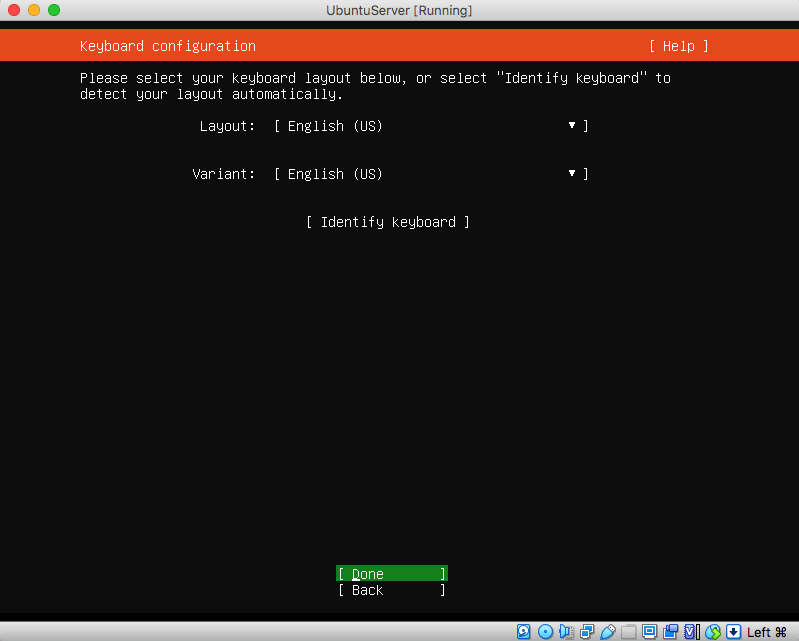 UbuntuServer [Running]
Keyboard configuration [ Help ]
Please select your keyboard layout below, or select "Identify keyboard" to
detect your layout automatically.
Layout: [ English (US) ▼ ]
Variant: [ English (US) ▼ ]
[ Identify keyboard ]
[ Done ]
[ Back ]
Left ⌘